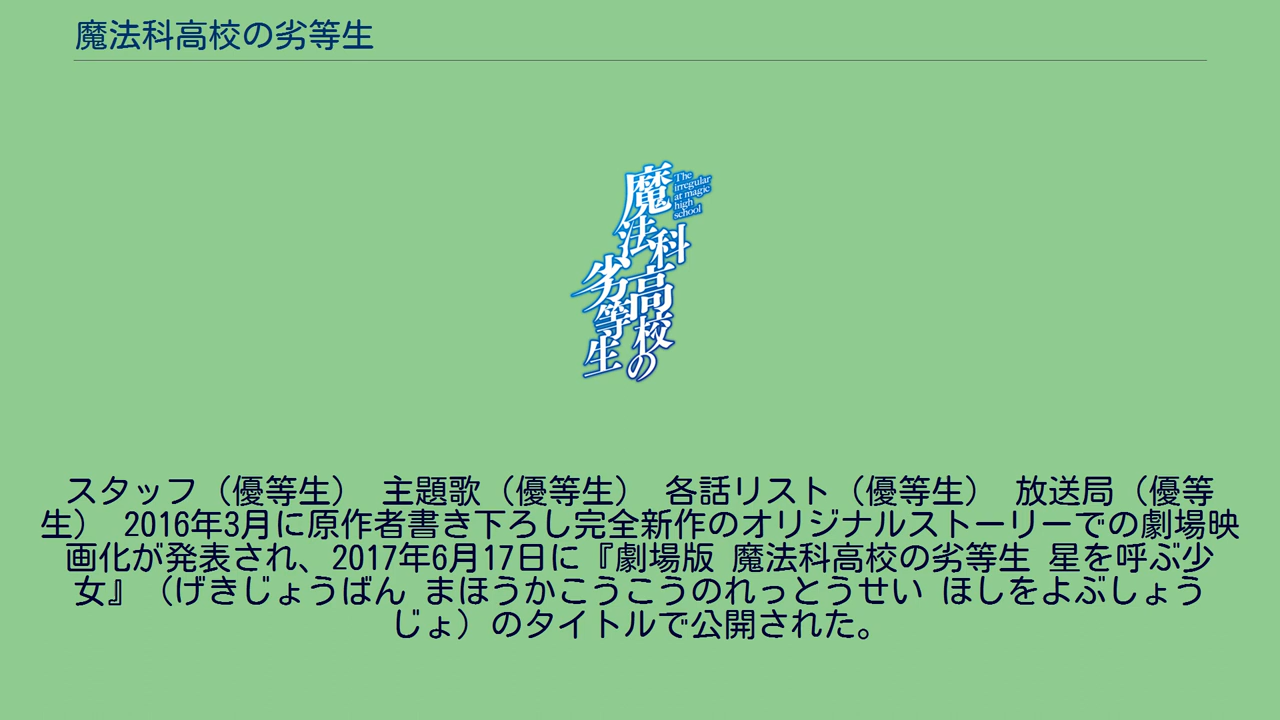 魔法科高校の劣等生
魔法科高校の劣等生
The
irregular
at magic
high
school
スタッフ（優等生） 主題歌（優等生） 各話リスト（優等生） 放送局（優等
生） 2016年3月に原作者書き下ろし完全新作のオリジナルストーリーでの劇場映
画化が発表され、2017年6月17日に『劇場版 魔法科高校の劣等生 星を呼ぶ少
女』（げきじょうばん まほうかこうこうのれっとうせい ほしをよぶしょう
じょ）のタイトルで公開された。